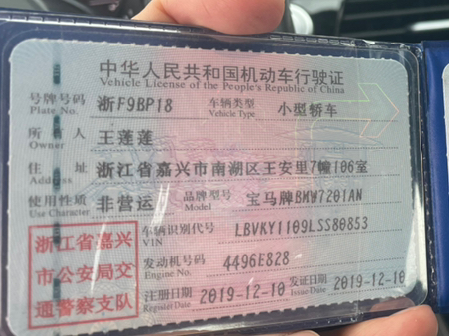 中华人民共和国机动车行驶证
Vehicle License of the People's Republic of China
号牌号码 浙F9BP18 车辆类型 小型轿车
Plate No. Vehicle Type
所有人 王莲莲
Owner
住址 浙江省嘉兴市南湖区王安里7幢106室
Address
使用性质 非营运 品牌型号 宝马牌BMW7201AN
Use Character Model
浙江省嘉兴
市公安局交
通警察支队
车辆识别代号 LBVKY1109LSS80853
VIN
发动机号码 4496E828
Engine No.
注册日期 2019-12-10 发证日期 2019-12-10
Register Date Issue Date